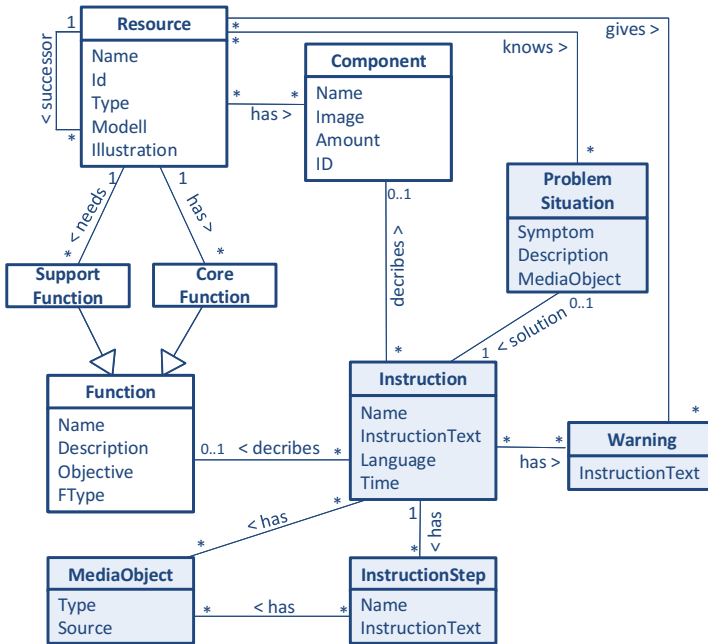 1
Resource
*
*
gives >
< successor
Name
Id
Type
Modell
Illustration
*
knows >
Component
Name
Image
Amount
ID
*
*
has >
*
*
Problem
Situation
Symptom
Description
MediaObject
1
1
0..1
< needs
has >
*
*
decribes >
0..1
< solution
1
Support
Function
Core
Function
*
Function
Name
Description
Objective
FType
Instruction
Name
InstructionText
Language
Time
*
Warning
InstructionText
0..1
< decribes
*
*
*
has >
*
1
< has
< has
*
*
MediaObject
Type
Source
InstructionStep
Name
InstructionText
*
< has
*